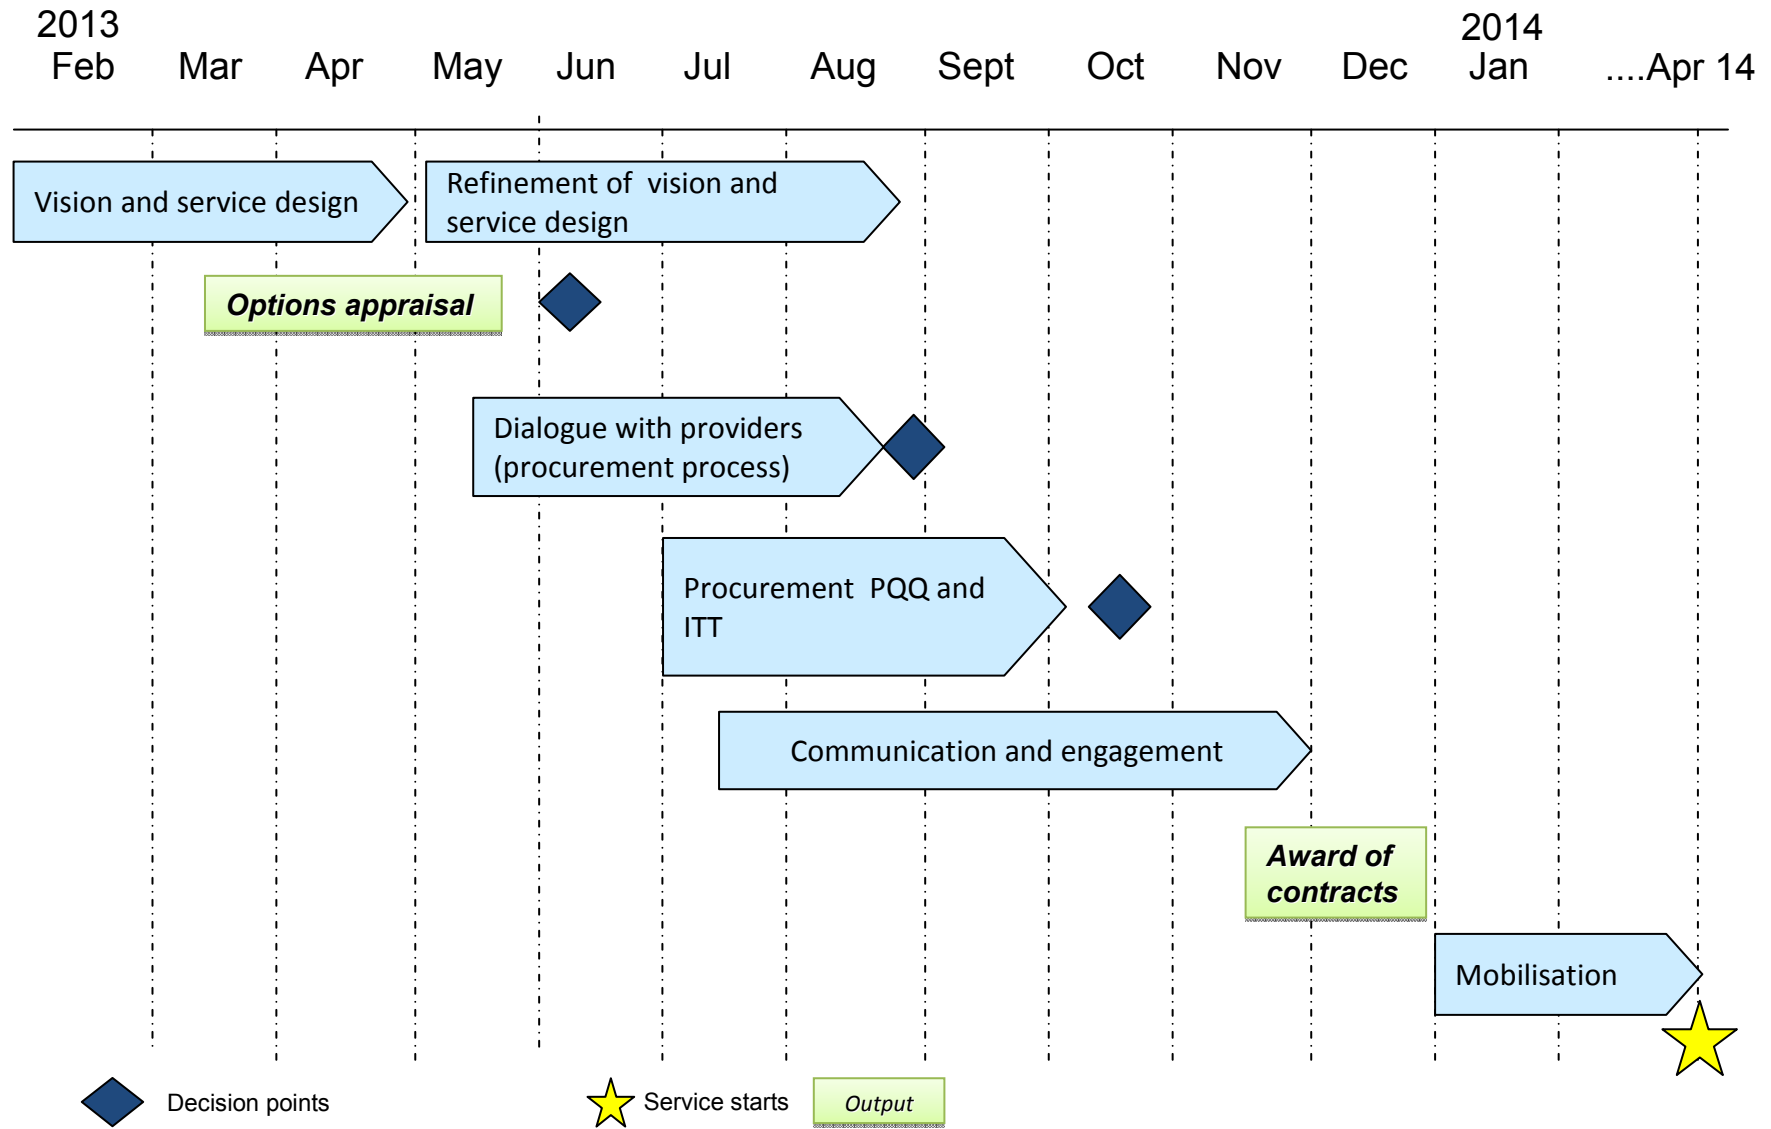 2013
2014
Feb Mar Apr May Jun Jul Aug Sept Oct Nov Dec Jan ....Apr 14
Vision and service design
Refinement of vision and
service design
Options appraisal
Dialogue with providers
(procurement process)
Procurement PQQ and
ITT
Communication and engagement
Award of
contracts
Mobilisation
Decision points
Service starts
Output